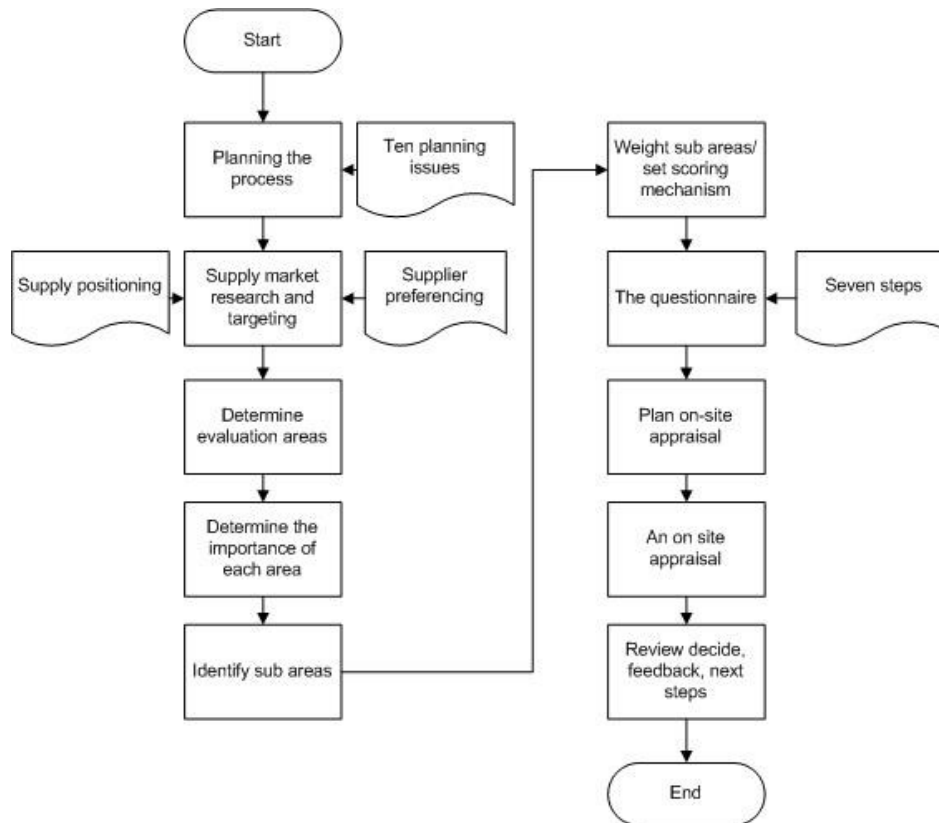 Start
Planning the
process
Ten planning
issues
Supply positioning
Supply market
research and
targeting
Supplier
preferencing
Determine
evaluation areas
Determine the
importance of
each area
Identify sub areas
Weight sub areas/
set scoring
mechanism
The questionnaire
Seven steps
Plan on-site
appraisal
An on site
appraisal
Review decide,
feedback, next
steps
End